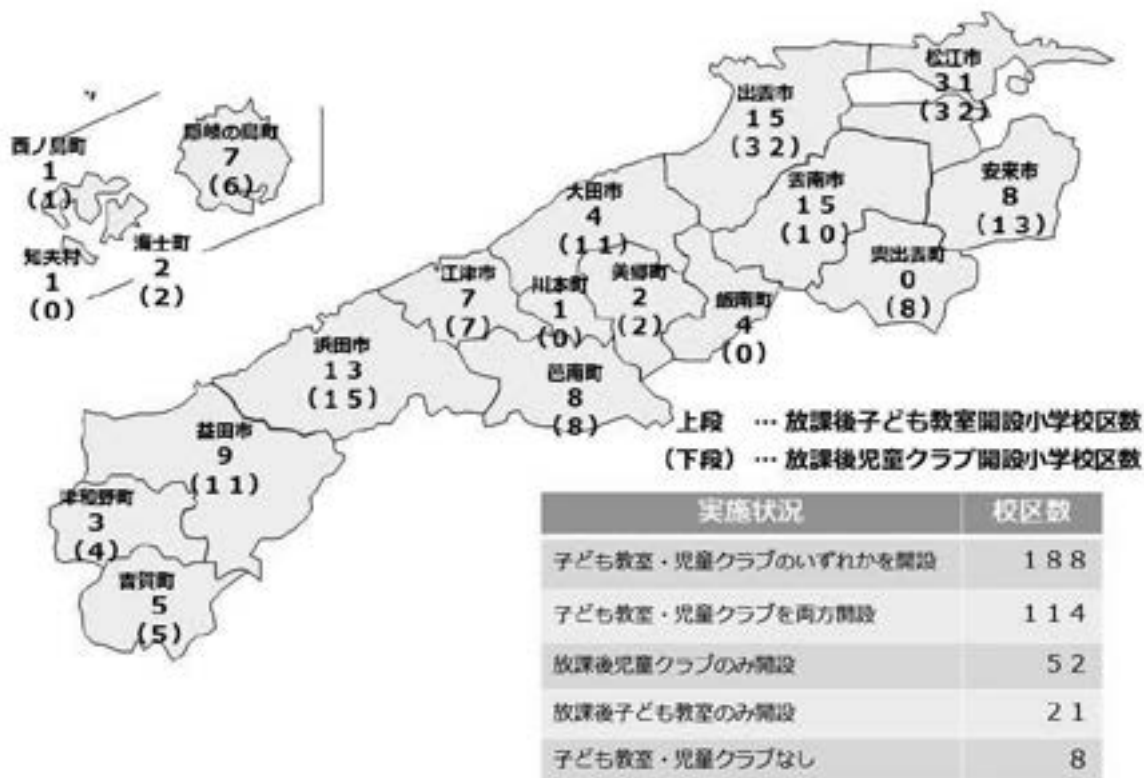 松江市
31
(32)
出雲市
15
(32)
隠岐の島町
7
(6)
西ノ島町
1
(1)
安来市
8
(13)
雲南市
15
(10)
大田市
4
(11)
海士町
2
(2)
知夫村
1
(0)
奥出雲町
0
(8)
江津市
7
(7)
川本町
1
(0)
美郷町
2
(2)
飯南町
4
(0)
浜田市
13
(15)
邑南町
8
(8)
益田市
9
(11)
津和野町
3
(4)
吉賀町
5
(5)
上段 … 放課後子ども教室開設小学校区数
(下段) … 放課後児童クラブ開設小学校区数
実施状況 校区数
子ども教室・児童クラブのいずれかを開設 188
子ども教室・児童クラブを両方開設 114
放課後児童クラブのみ開設 52
放課後子ども教室のみ開設 21
子ども教室・児童クラブなし 8